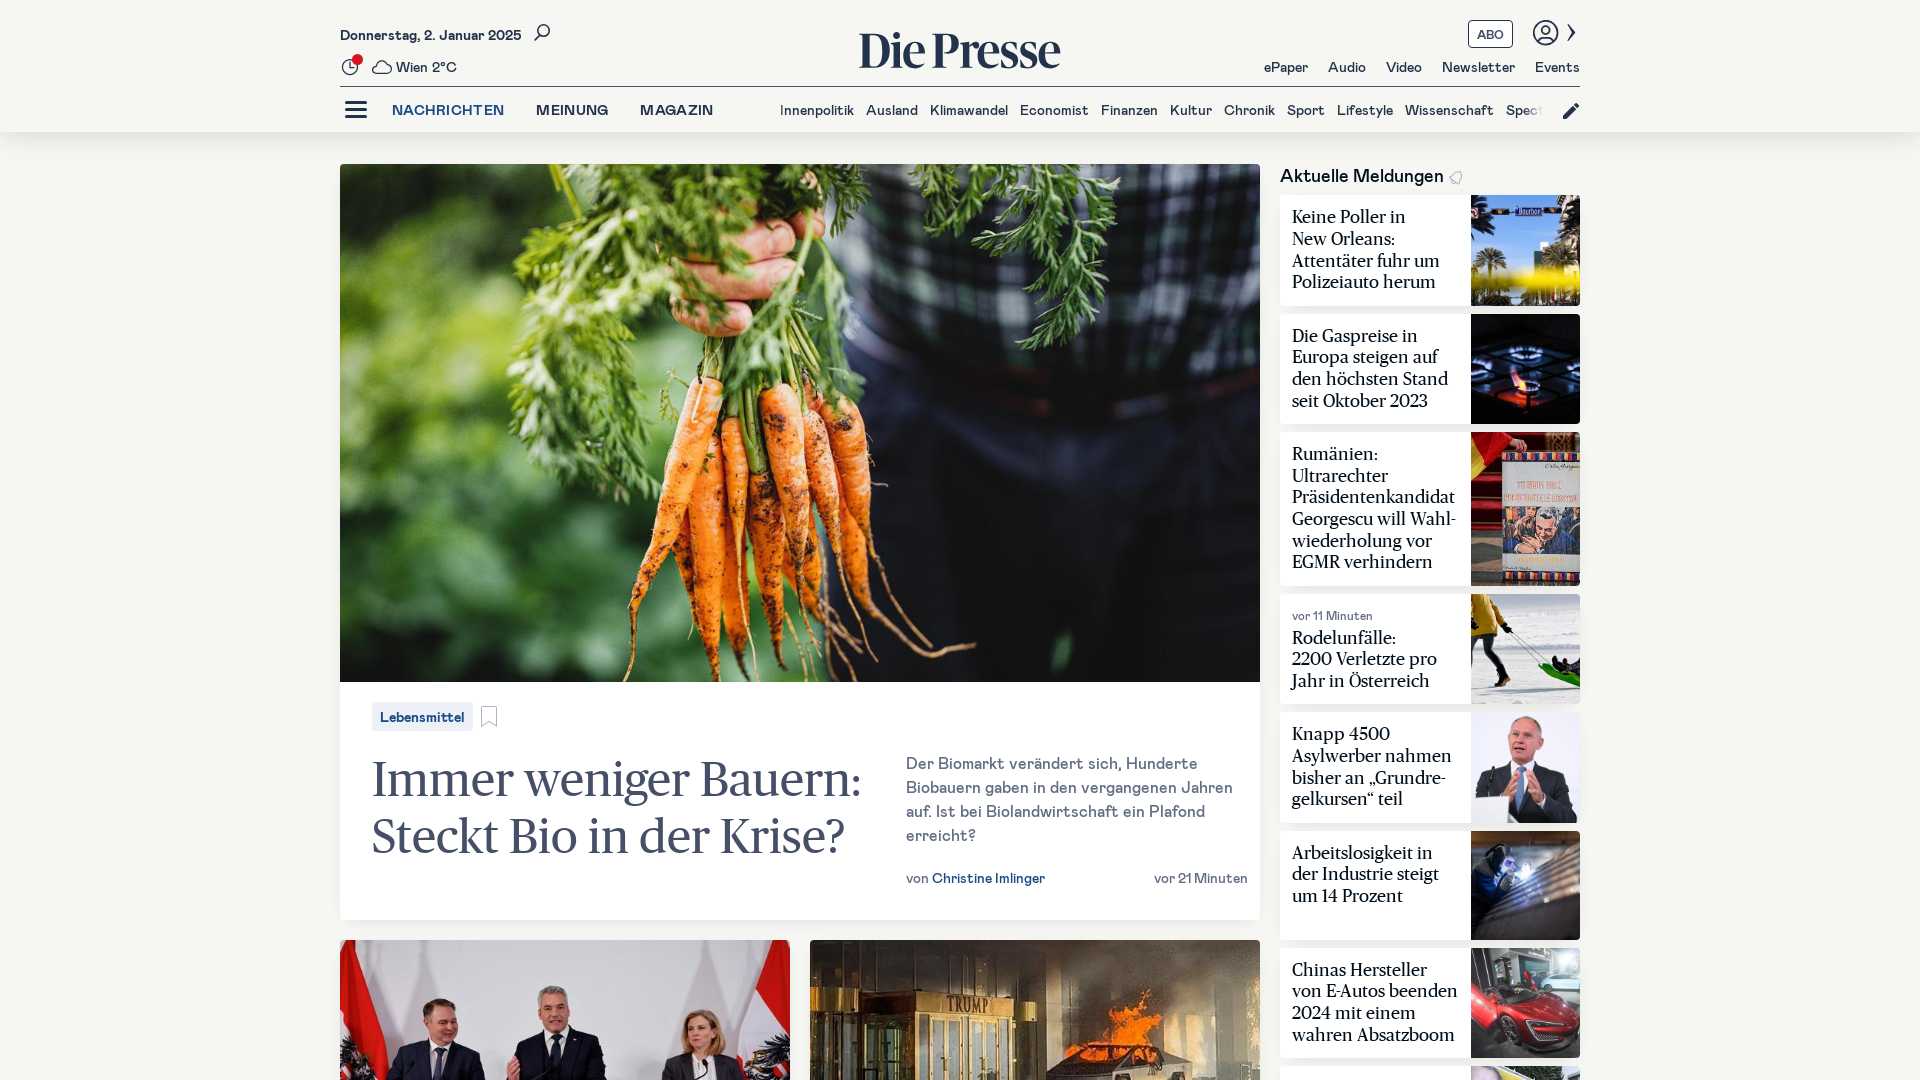 Donnerstag, 2. Januar 2025
Wien 2°C
Die Presse
ABO
ePaper Audio Video Newsletter Events
NACHRICHTEN MEINUNG MAGAZIN
Innenpolitik Ausland Klimawandel Economist Finanzen Kultur Chronik Sport Lifestyle Wissenschaft Spect
Lebensmittel
Immer weniger Bauern:
Steckt Bio in der Krise?
Der Biomarkt verändert sich, Hunderte
Biobauern gaben in den vergangenen Jahren
auf. Ist bei Biolandwirtschaft ein Plafond
erreicht?
von Christine Imlinger
vor 21 Minuten
TRUMP
Aktuelle Meldungen
Keine Poller in
New Orleans:
Attentäter fuhr um
Polizeiauto herum
Bourbon
Die Gaspreise in
Europa steigen auf
den höchsten Stand
seit Oktober 2023
Rumänien:
Ultrarechter
Präsidentenkandidat
Georgescu will Wahl-
wiederholung vor
EGMR verhindern
vor 11 Minuten
Rodelunfälle:
2200 Verletzte pro
Jahr in Österreich
Knapp 4500
Asylwerber nahmen
bisher an „Grundre-
gelkursen“ teil
Arbeitslosigkeit in
der Industrie steigt
um 14 Prozent
Chinas Hersteller
von E-Autos beenden
2024 mit einem
wahren Absatzboom